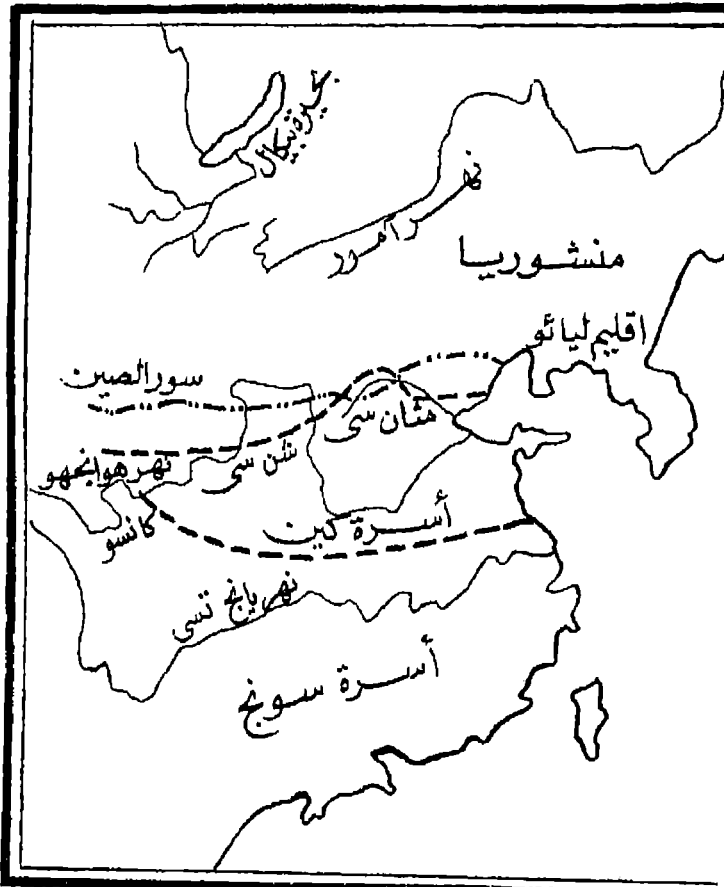 بحيرة بيكال
نهر آمور
منشوريا
اقليم ليائو
سور الصين
شان سى
شن سى
نهر هوانجهو
كانسو
أسرة كين
نهر يانج تسى
أسرة سونج